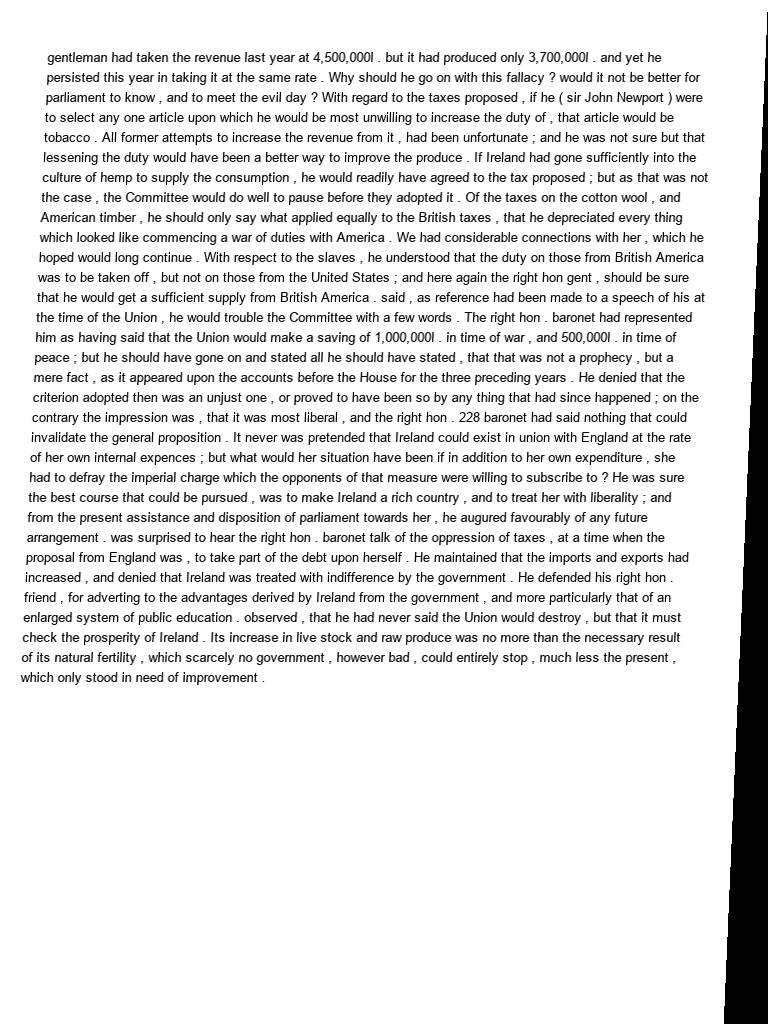 gentleman had taken the revenue last year at 4,500,000l . but it had produced only 3,700,000l . and yet he
persisted this year in taking it at the same rate . Why should he go on with this fallacy ? would it not be better for
parliament to know , and to meet the evil day ? With regard to the taxes proposed , if he ( sir John Newport ) were
to select any one article upon which he would be most unwilling to increase the duty of , that article would be
tobacco . All former attempts to increase the revenue from it , had been unfortunate ; and he was not sure but that
lessening the duty would have been a better way to improve the produce . If Ireland had gone sufficiently into the
culture of hemp to supply the consumption , he would readily have agreed to the tax proposed ; but as that was not
the case , the Committee would do well to pause before they adopted it . Of the taxes on the cotton wool , and
American timber , he should only say what applied equally to the British taxes , that he depreciated every thing
which looked like commencing a war of duties with America . We had considerable connections with her , which he
hoped would long continue . With respect to the slaves , he understood that the duty on those from British America
was to be taken off , but not on those from the United States ; and here again the right hon gent , should be sure
that he would get a sufficient supply from British America . said , as reference had been made to a speech of his at
the time of the Union , he would trouble the Committee with a few words . The right hon . baronet had represented
him as having said that the Union would make a saving of 1,000,000l . in time of war , and 500,000l . in time of
peace ; but he should have gone on and stated all he should have stated , that that was not a prophecy , but a
mere fact , as it appeared upon the accounts before the House for the three preceding years . He denied that the
criterion adopted then was an unjust one , or proved to have been so by any thing that had since happened ; on the
contrary the impression was , that it was most liberal , and the right hon . 228 baronet had said nothing that could
invalidate the general proposition . It never was pretended that Ireland could exist in union with England at the rate
of her own internal expences ; but what would her situation have been if in addition to her own expenditure , she
had to defray the imperial charge which the opponents of that measure were willing to subscribe to ? He was sure
the best course that could be pursued , was to make Ireland a rich country , and to treat her with liberality ; and
from the present assistance and disposition of parliament towards her , he augured favourably of any future
arrangement . was surprised to hear the right hon . baronet talk of the oppression of taxes , at a time when the
proposal from England was , to take part of the debt upon herself . He maintained that the imports and exports had
increased , and denied that Ireland was treated with indifference by the government . He defended his right hon .
friend , for adverting to the advantages derived by Ireland from the government , and more particularly that of an
enlarged system of public education . observed , that he had never said the Union would destroy , but that it must
check the prosperity of Ireland . Its increase in live stock and raw produce was no more than the necessary result
of its natural fertility , which scarcely no government , however bad , could entirely stop , much less the present ,
which only stood in need of improvement .